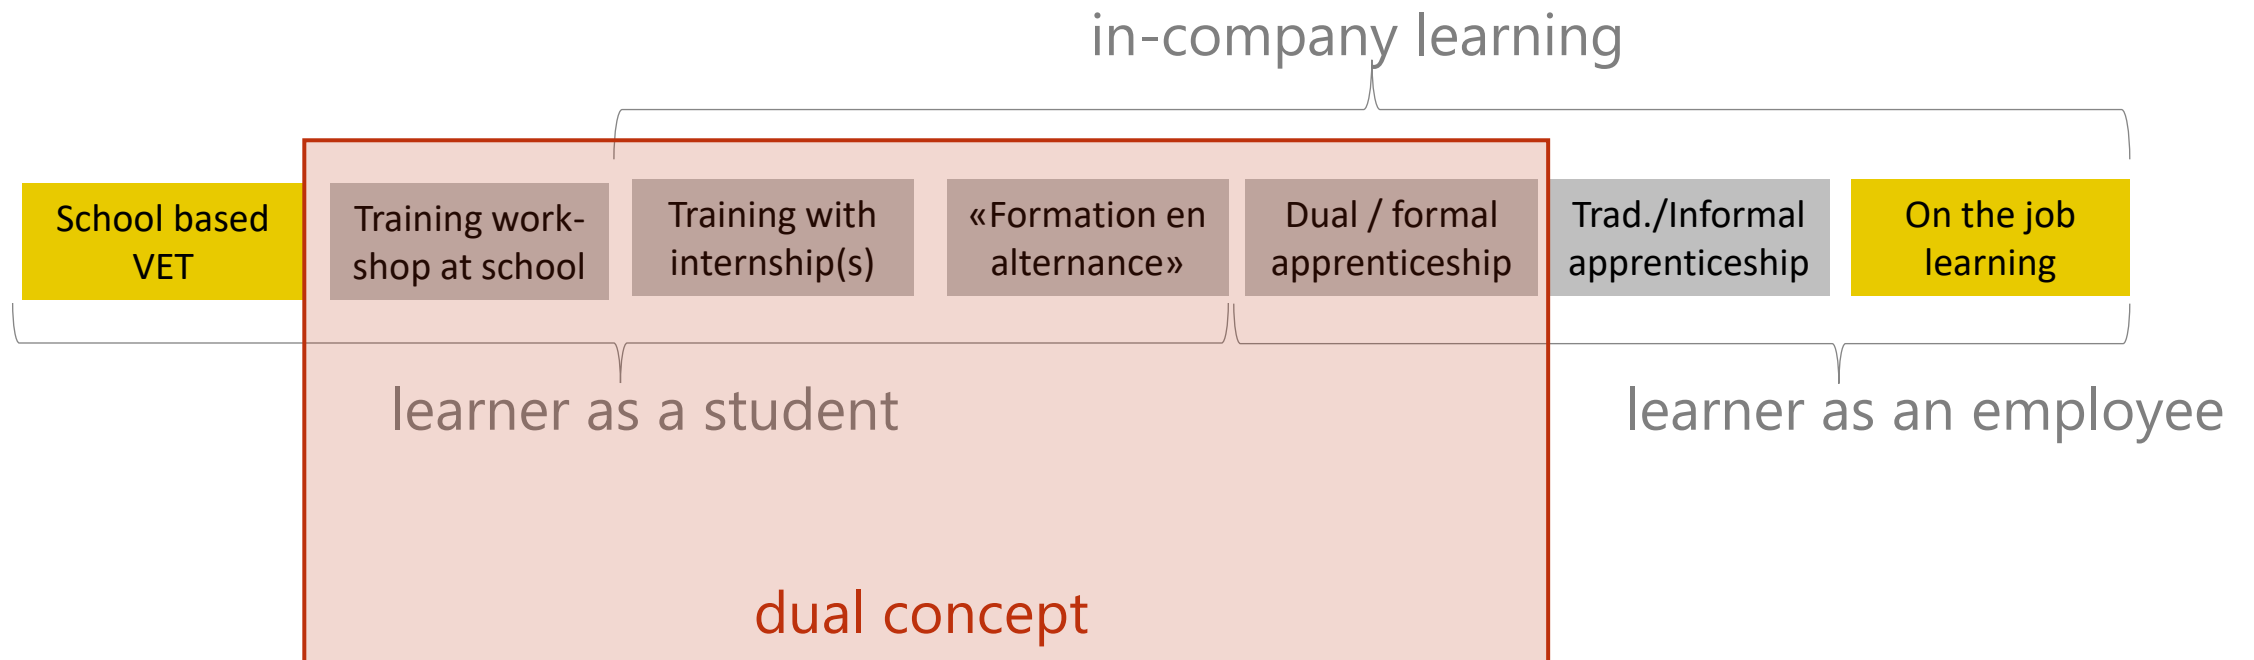 in-company learning
School based
VET
Training work-
shop at school
Training with
internship(s)
«Formation en
alternance»
Dual / formal
apprenticeship
Trad./Informal
apprenticeship
On the job
learning
learner as a student
learner as an employee
dual concept